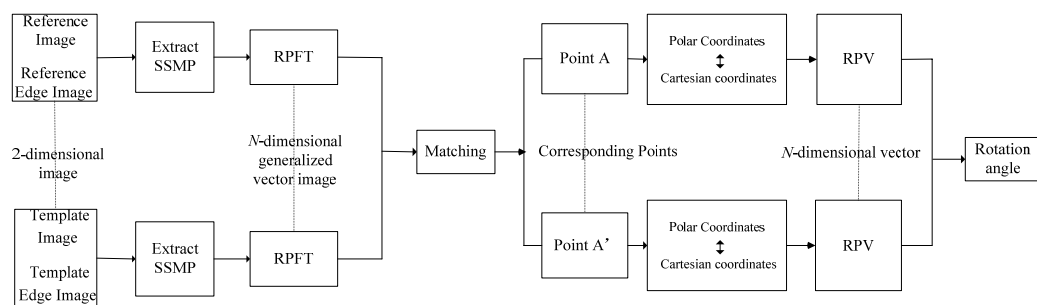 Reference
Image
Reference
Edge Image
Extract
SSMP
RPFT
2-dimensional
image
N-dimensional
generalized
vector image
Template
Image
Template
Edge Image
Extract
SSMP
RPFT
Matching
Point A
Polar Coordinates
Cartesian coordinates
RPV
Corresponding Points
N-dimensional vector
Point A'
Polar Coordinates
Cartesian coordinates
RPV
Rotation
angle